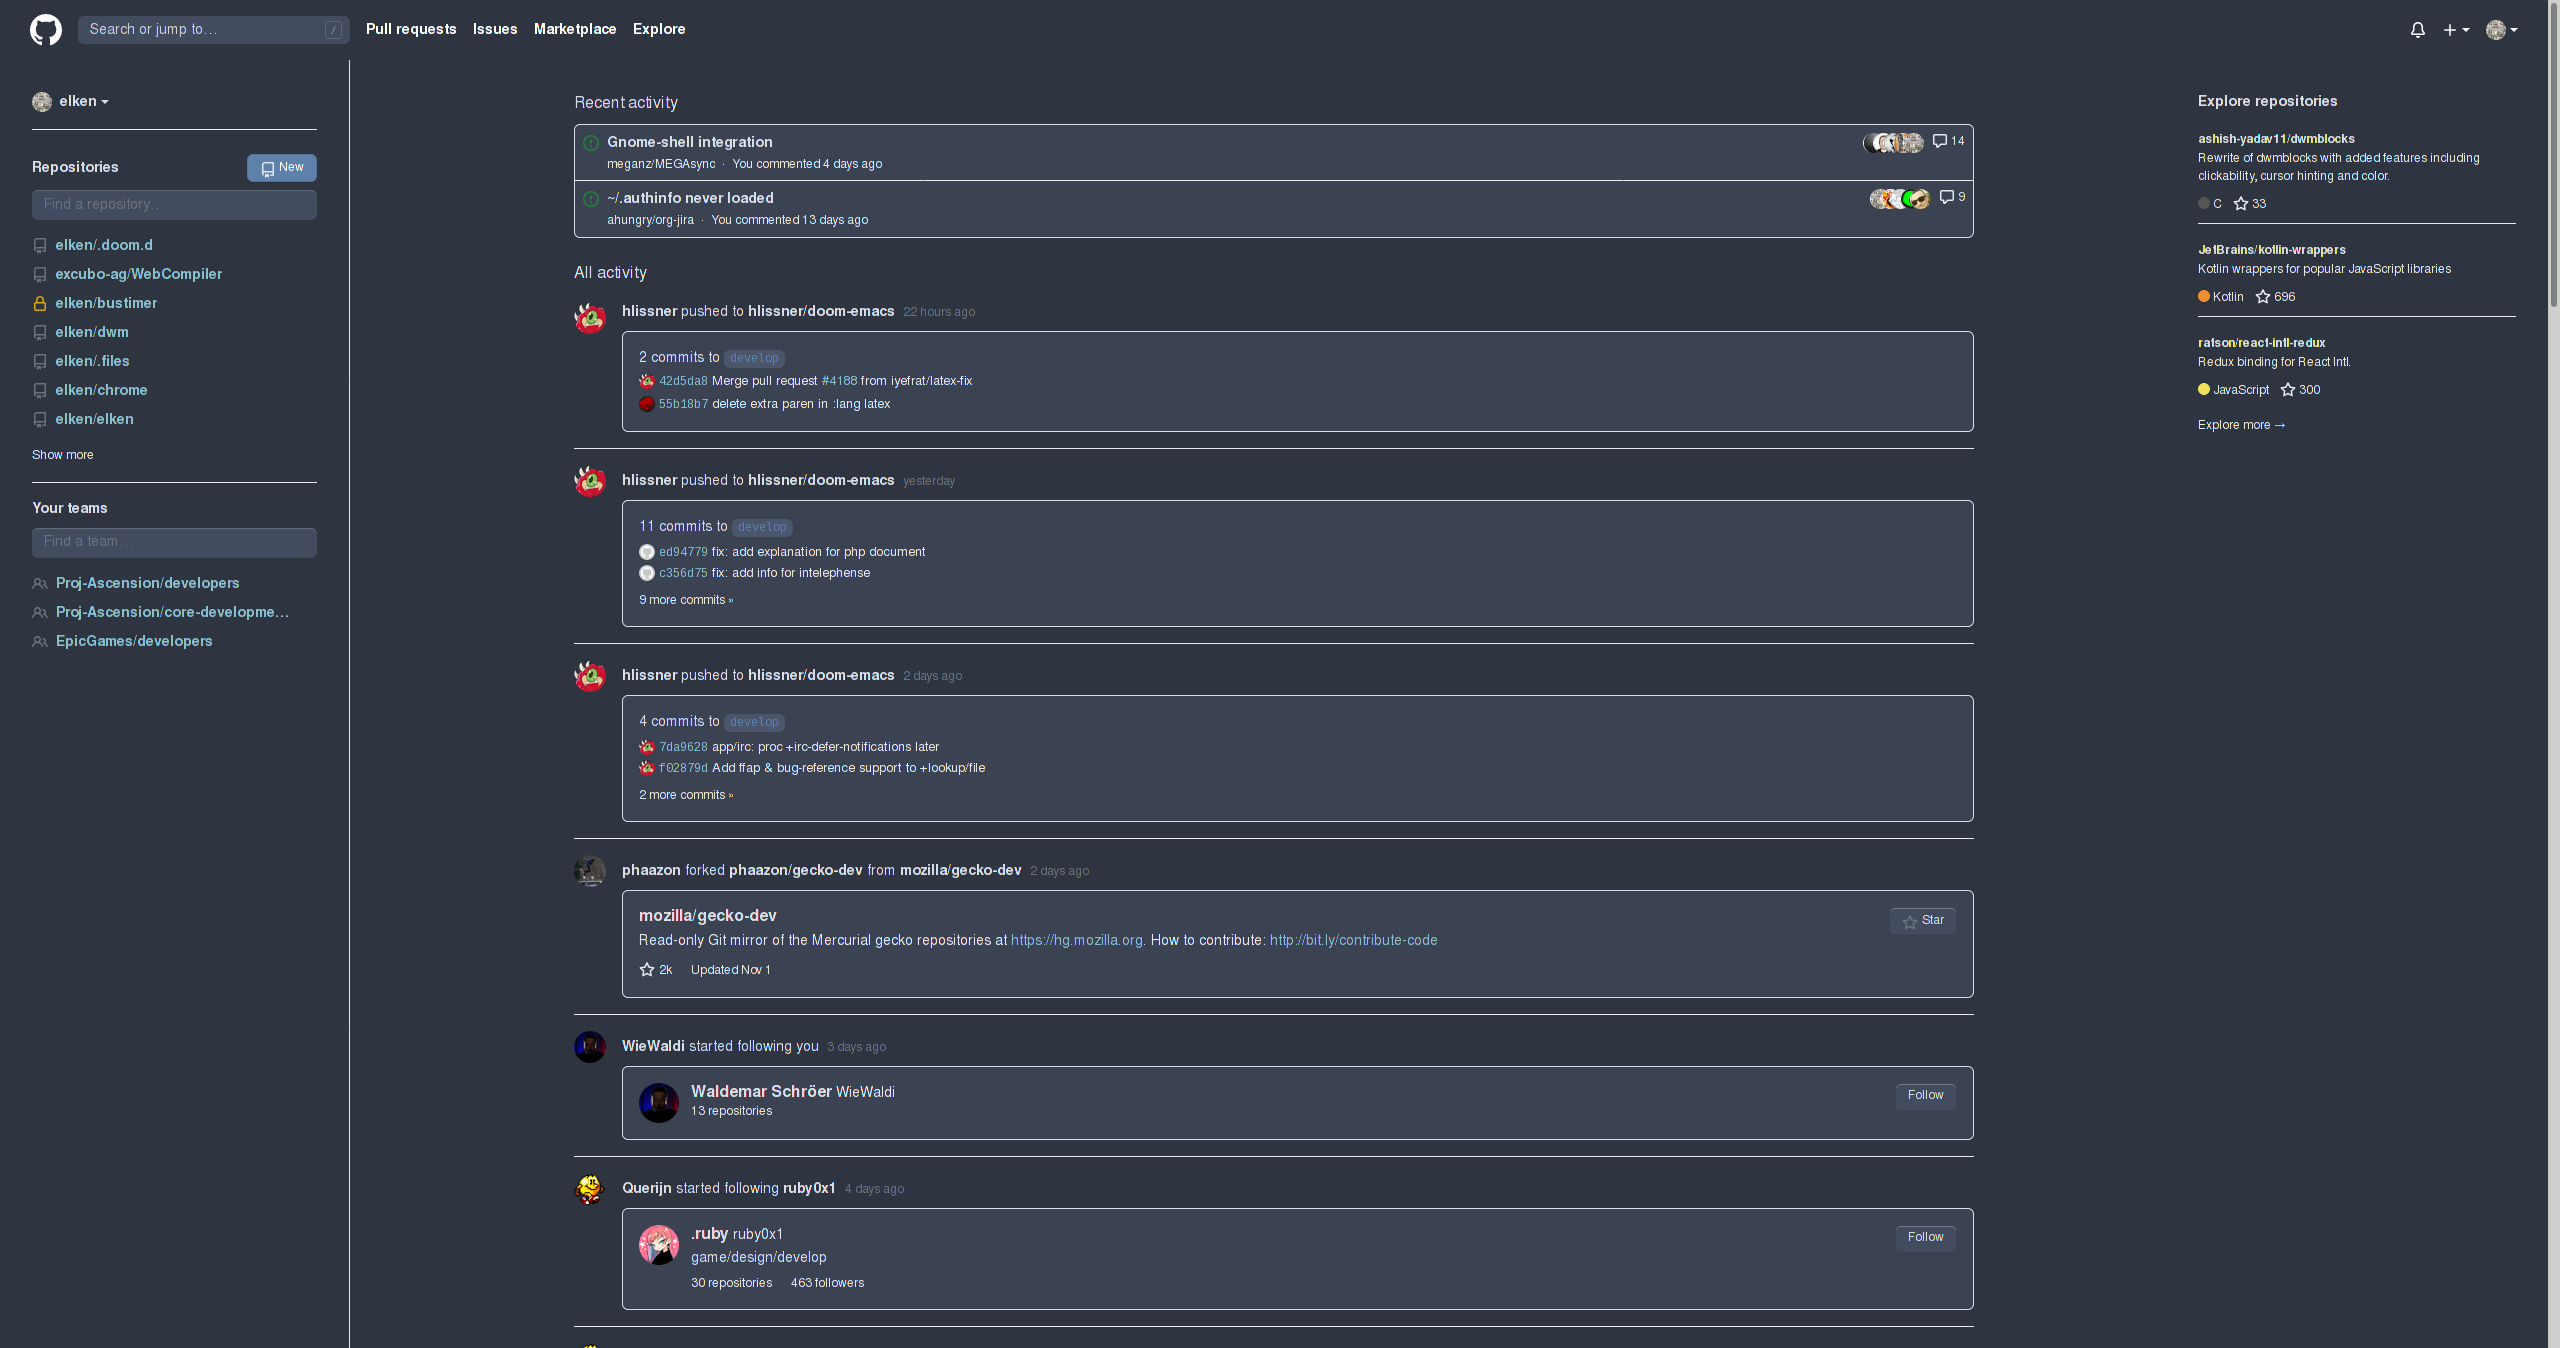 Search or jump to…
/
Pull requests
Issues
Marketplace
Explore
elken
Repositories
New
Find a repository…
elken/.doom.d
excubo-ag/WebCompiler
elken/bustimer
elken/dwm
elken/.files
elken/chrome
elken/elken
Show more
Your teams
Find a team…
Proj-Ascension/developers
Proj-Ascension/core-developme…
EpicGames/developers
Recent activity
Gnome-shell integration
14
meganz/MEGAsync · You commented 4 days ago
~/.authinfo never loaded
9
ahungry/org-jira · You commented 13 days ago
All activity
hlissner pushed to hlissner/doom-emacs 22 hours ago
2 commits to develop
42d5da8 Merge pull request #4188 from iyefrat/latex-fix
55b18b7 delete extra paren in :lang latex
hlissner pushed to hlissner/doom-emacs yesterday
11 commits to develop
ed94779 fix: add explanation for php document
c356d75 fix: add info for intelephense
9 more commits »
hlissner pushed to hlissner/doom-emacs 2 days ago
4 commits to develop
7da9628 app/irc: proc +irc-defer-notifications later
f02879d Add ffap & bug-reference support to +lookup/file
2 more commits »
phaazon forked phaazon/gecko-dev from mozilla/gecko-dev 2 days ago
mozilla/gecko-dev
Star
Read-only Git mirror of the Mercurial gecko repositories at https://hg.mozilla.org. How to contribute: http://bit.ly/contribute-code
2k Updated Nov 1
WieWaldi started following you 3 days ago
Waldemar Schröer WieWaldi
Follow
13 repositories
Querijn started following ruby0x1 4 days ago
.ruby ruby0x1
Follow
game/design/develop
30 repositories 463 followers
Explore repositories
ashish-yadav11/dwmblocks
Rewrite of dwmblocks with added features including
clickability, cursor hinting and color.
C 33
JetBrains/kotlin-wrappers
Kotlin wrappers for popular JavaScript libraries
Kotlin 696
ratson/react-intl-redux
Redux binding for React Intl.
JavaScript 300
Explore more →